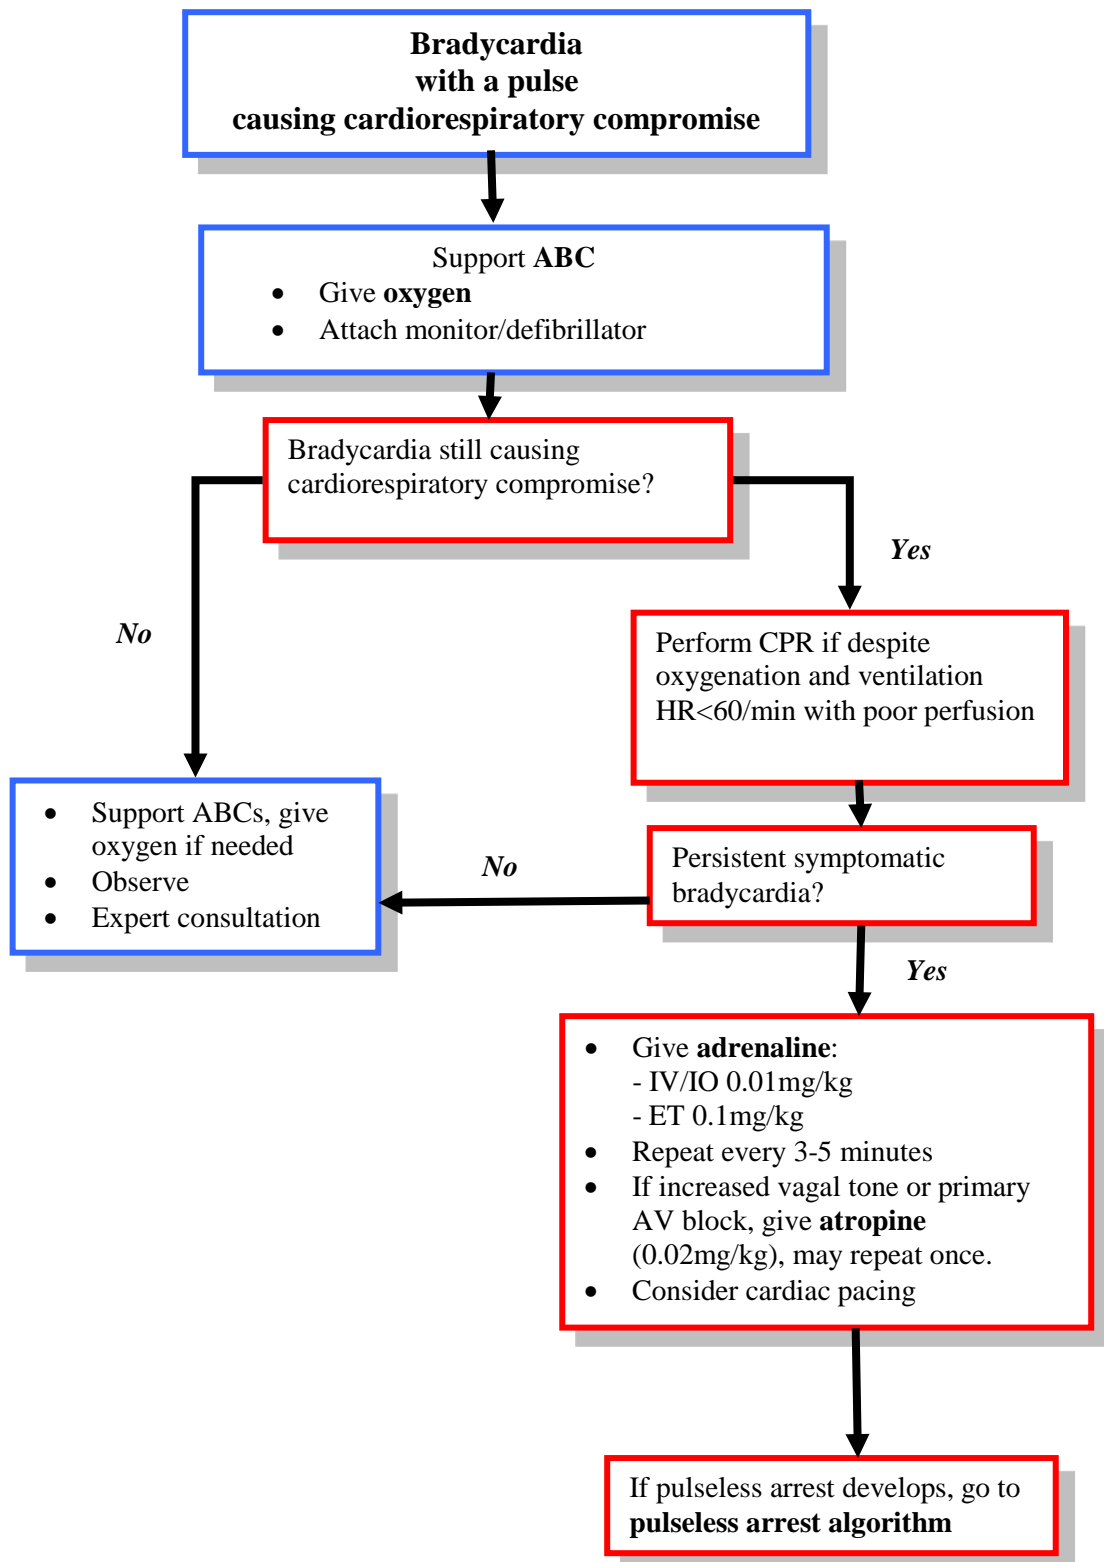 Bradycardia
with a pulse
causing cardiorespiratory compromise
Support ABC
• Give oxygen
• Attach monitor/defibrillator
Bradycardia still causing
cardiorespiratory compromise?
Yes
No
Perform CPR if despite
oxygenation and ventilation
HR<60/min with poor perfusion
• Support ABCs, give
oxygen if needed
• Observe
• Expert consultation
No
Persistent symptomatic
bradycardia?
Yes
• Give adrenaline:
- IV/IO 0.01mg/kg
- ET 0.1mg/kg
• Repeat every 3-5 minutes
• If increased vagal tone or primary
AV block, give atropine
(0.02mg/kg), may repeat once.
• Consider cardiac pacing
If pulseless arrest develops, go to
pulseless arrest algorithm